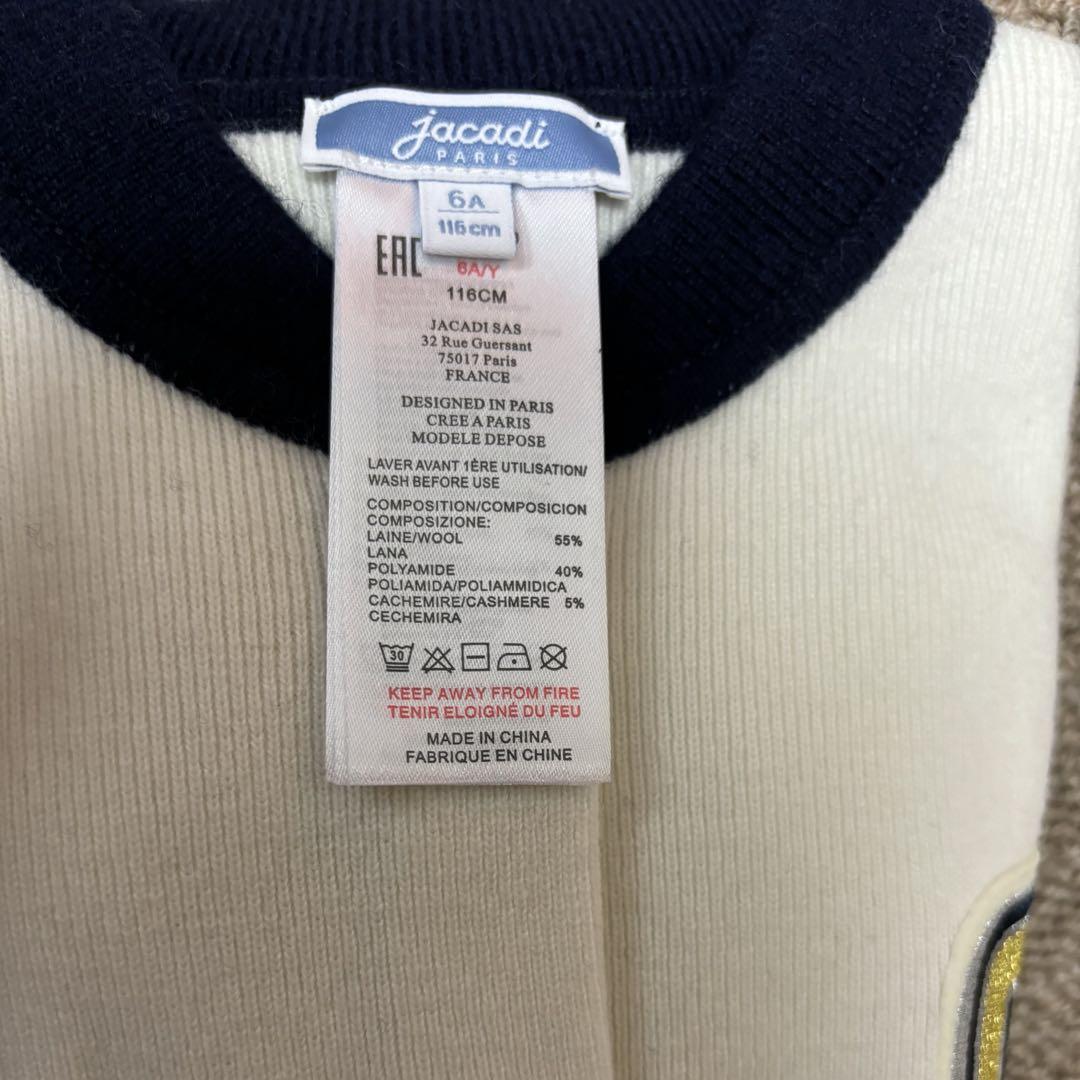 jacadi
PARIS
6A
116cm
EAC
6A/Y
116CM
JACADI SAS
32 Rue Guersant
75017 Paris
FRANCE
DESIGNED IN PARIS
CREE A PARIS
MODELE DEPOSE
LAVER AVANT 1ÈRE UTILISATION/
WASH BEFORE USE
COMPOSITION/COMPOSICION
COMPOSIZIONE:
LAINE/WOOL 55%
LANA
POLYAMIDE 40%
POLIAMIDA/POLIAMMIDICA
CACHEMIRE/CASHMERE 5%
CECHEMIRA
30
KEEP AWAY FROM FIRE
TENIR ELOIGNÉ DU FEU
MADE IN CHINA
FABRIQUE EN CHINE